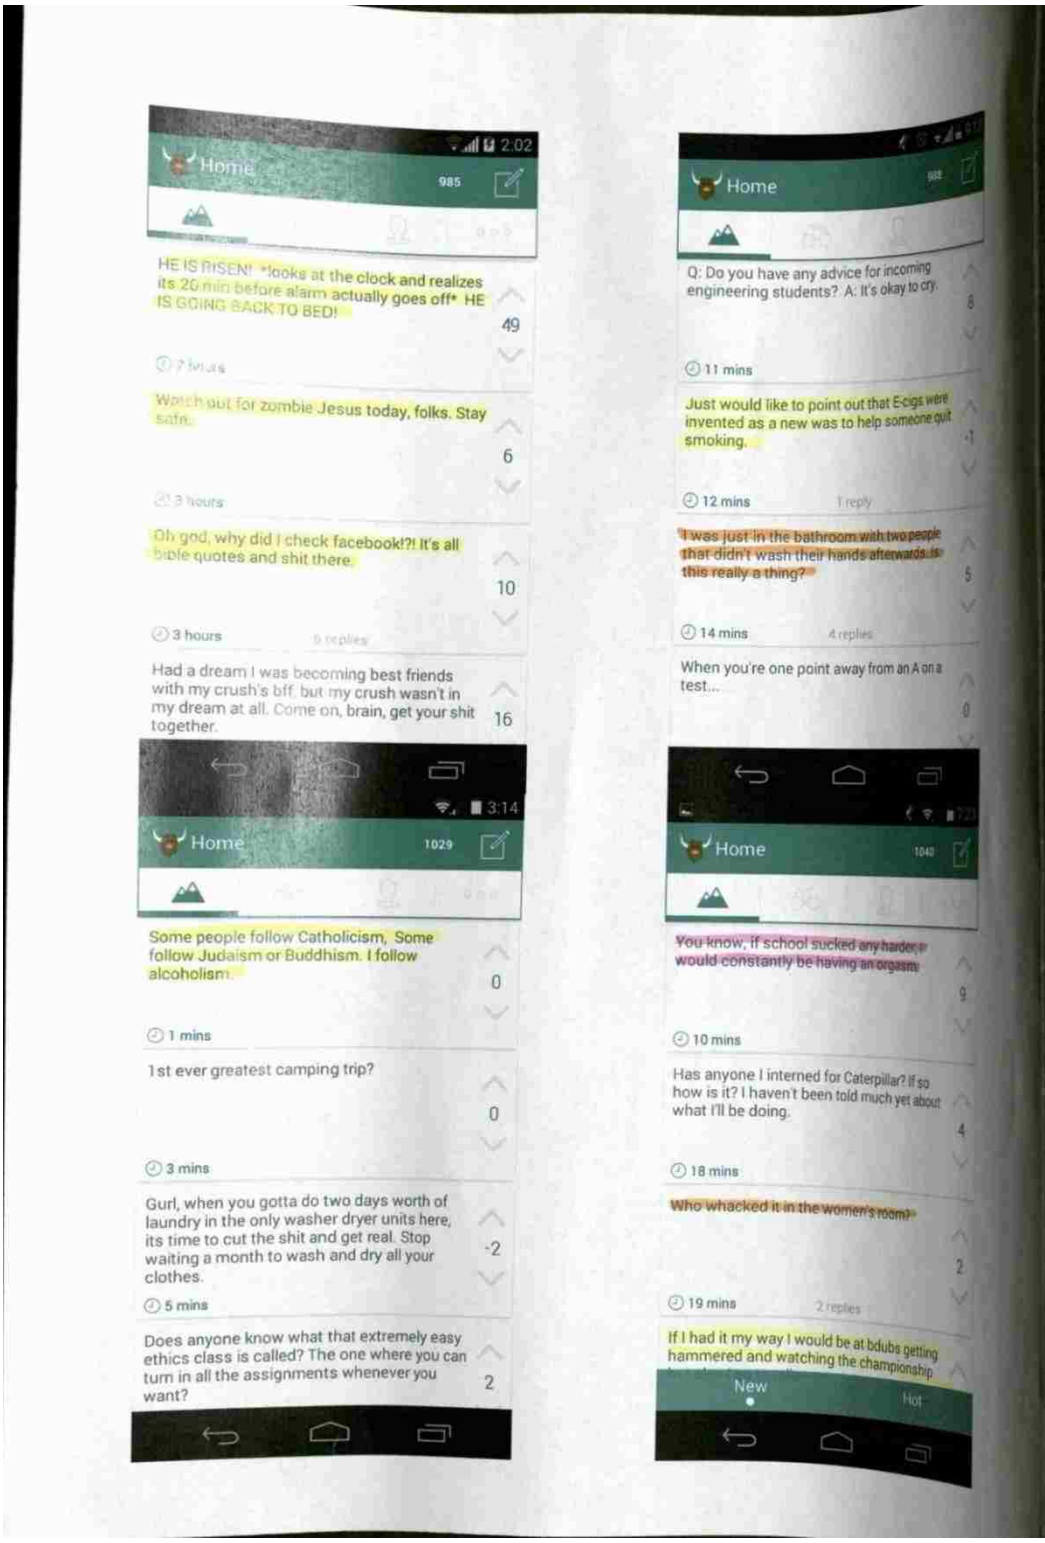 2:02
Home
985
HE IS RISEN! *looks at the clock and realizes
its 20 min before alarm actually goes off* HE
IS GOING BACK TO BED!
49
7 hours
Watch out for zombie Jesus today, folks. Stay
safe.
6
3 hours
Oh god, why did I check facebook!?! It's all
bible quotes and shit there.
10
3 hours
replies
Had a dream I was becoming best friends
with my crush's bff, but my crush wasn't in
my dream at all. Come on, brain, get your shit
together.
16
3:14
Home
1029
Some people follow Catholicism, Some
follow Judaism or Buddhism. I follow
alcoholism.
0
1 mins
1st ever greatest camping trip?
0
3 mins
Gurl, when you gotta do two days worth of
laundry in the only washer dryer units here,
its time to cut the shit and get real. Stop
waiting a month to wash and dry all your
clothes.
-2
5 mins
Does anyone know what that extremely easy
ethics class is called? The one where you can
turn in all the assignments whenever you
want?
2
Home
Q: Do you have any advice for incoming
engineering students? A: It's okay to cry.
8
11 mins
Just would like to point out that E-cigs were
invented as a new was to help someone quit
smoking.
-1
12 mins
1 reply
I was just in the bathroom with two people
that didn't wash their hands afterwards. Is
this really a thing?
5
14 mins
4 replies
When you're one point away from an A on a
test...
0
Home
1040
You know, if school sucked any harder, I
would constantly be having an orgasm
9
10 mins
Has anyone I interned for Caterpillar? If so
how is it? I haven't been told much yet about
what I'll be doing.
4
18 mins
Who whacked it in the women's room?
2
19 mins
2 replies
If I had it my way I would be at bdubs getting
hammered and watching the championship
New
Hot